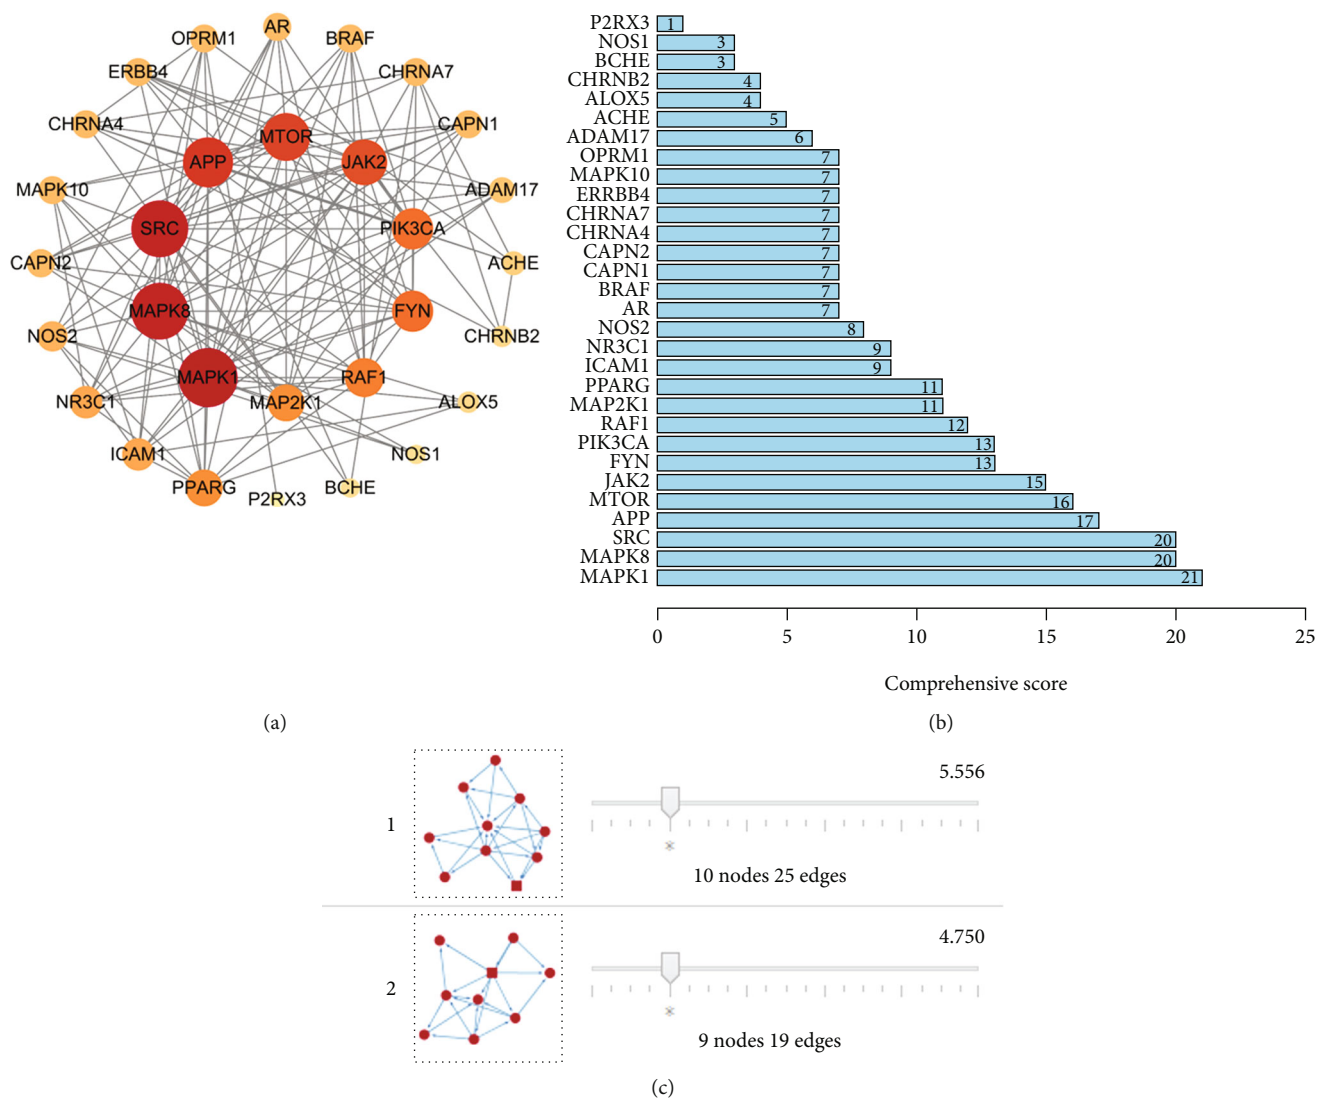 AR
OPRM1
BRAF
ERBB4
CHRNA7
CHRNA4
CAPN1
MTOR
APP
JAK2
MAPK10
ADAM17
SRC
PIK3CA
CAPN2
ACHE
MAPK8
FYN
NOS2
CHRNB2
MAPK1
RAF1
NR3C1
MAP2K1
ALOX5
ICAM1
NOS1
PPARG
P2RX3
BCHE
(a)
P2RX3 1
NOS1 3
BCHE 3
CHRNB2 4
ALOX5 4
ACHE 5
ADAM17 6
OPRM1 7
MAPK10 7
ERRBB4 7
CHRNA7 7
CHRNA4 7
CAPN2 7
CAPN1 7
BRAF 7
AR 7
NOS2 8
NR3C1 9
ICAM1 9
PPARG 11
MAP2K1 11
RAF1 12
PIK3CA 13
FYN 13
JAK2 15
MTOR 16
APP 17
SRC 20
MAPK8 20
MAPK1 21
0 5 10 15 20 25
Comprehensive score
(b)
1
5.556
*
10 nodes 25 edges
2
4.750
*
9 nodes 19 edges
(c)